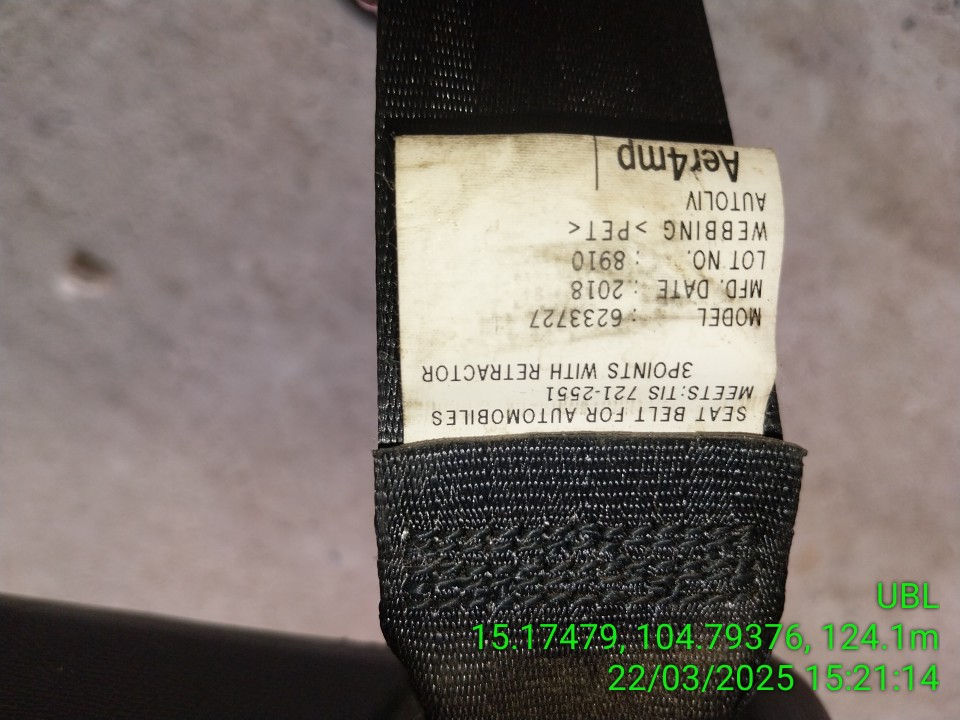 SEAT BELT FOR AUTOMOBILES
MEETS:TIS 721-2551
3POINTS WITH RETRACTOR
MODEL : 6233727
MFD. DATE : 2018
LOT NO. : 8910
WEBBING >PET<
AUTOLIV
Aer4mp
UBL
15.17479, 104.79376, 124.1m
22/03/2025 15:21:14